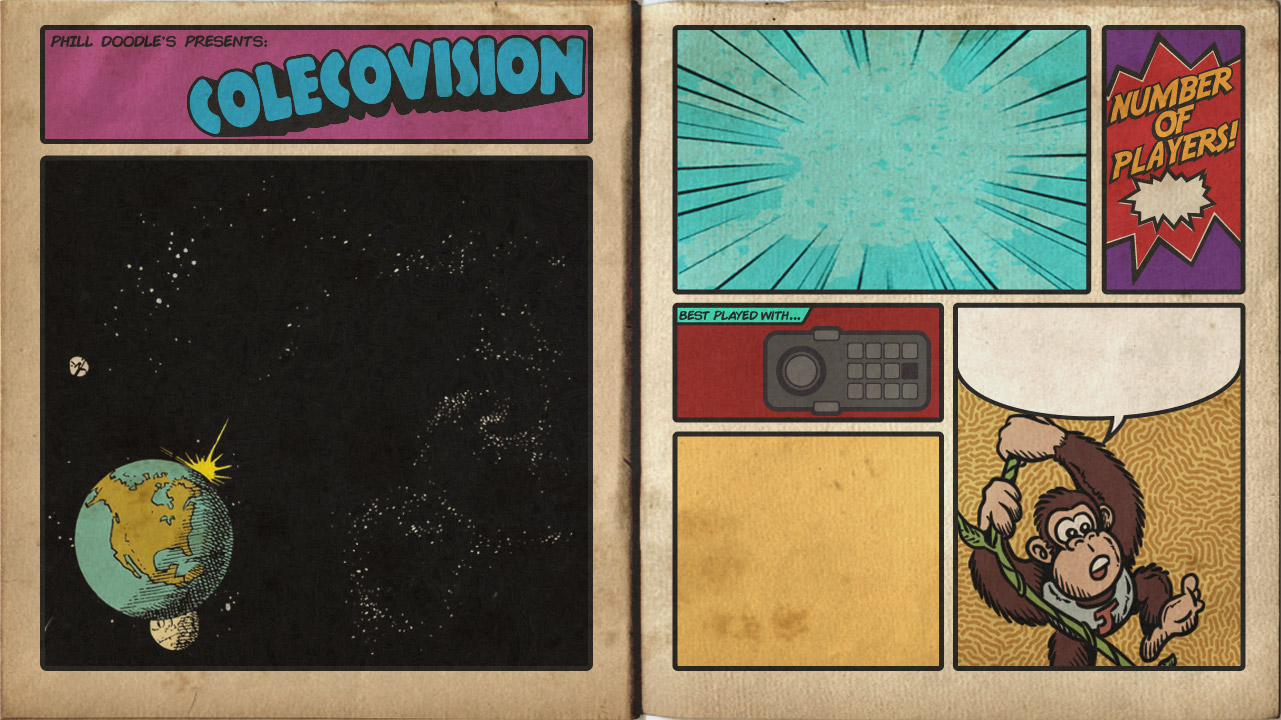 PHILL DOODLE'S PRESENTS:
COLECOVISION
NUMBER
OF
PLAYERS!
BEST PLAYED WITH...
J